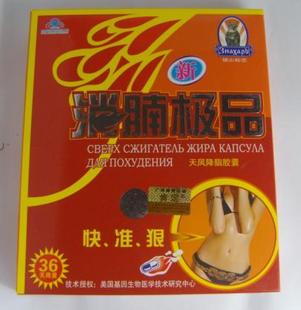 Знахарь
新
消腩极品
СВЕРХ СЖИГАТЕЛЬ ЖИРА КАПСУЛА
ДЛЯ ПОХУДЕНИЯ
天凤降脂胶囊
快、准、狠
36
技术授权：美国基因生物医学技术研究中心